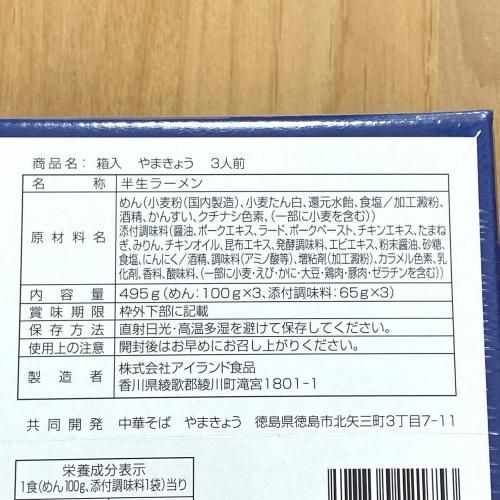 商品名: 箱入 やまきょう 3人前
名称 半生ラーメン
原材料名 めん(小麦粉(国内製造)、小麦たん白、還元水飴、食塩/加工澱粉、
酒精、かんすい、クチナシ色素、(一部に小麦を含む))
添付調味料(醤油、ポークエキス、ラード、ポークペースト、チキンエキス、たまね
ぎ、みりん、チキンオイル、昆布エキス、発酵調味料、エビエキス、粉末醤油、砂糖、
食塩、にんにく/酒精、調味料(アミノ酸等)、増粘剤(加工澱粉)、カラメル色素、乳
化剤、香料、酸味料、(一部に小麦・えび・かに・大豆・鶏肉・豚肉・ゼラチンを含む))
内容量 495g(めん:100g×3、添付調味料:65g×3)
賞味期限 枠外下部に記載
保存方法 直射日光・高温多湿を避けて保存してください。
使用上の注意 開封後はお早めにお召し上がりください。
製造者 株式会社アイランド食品
香川県綾歌郡綾川町滝宮1801-1
共同開発 中華そば やまきょう 徳島県徳島市北矢三町3丁目7-11
栄養成分表示
1食(めん100g、添付調味料1袋)当り